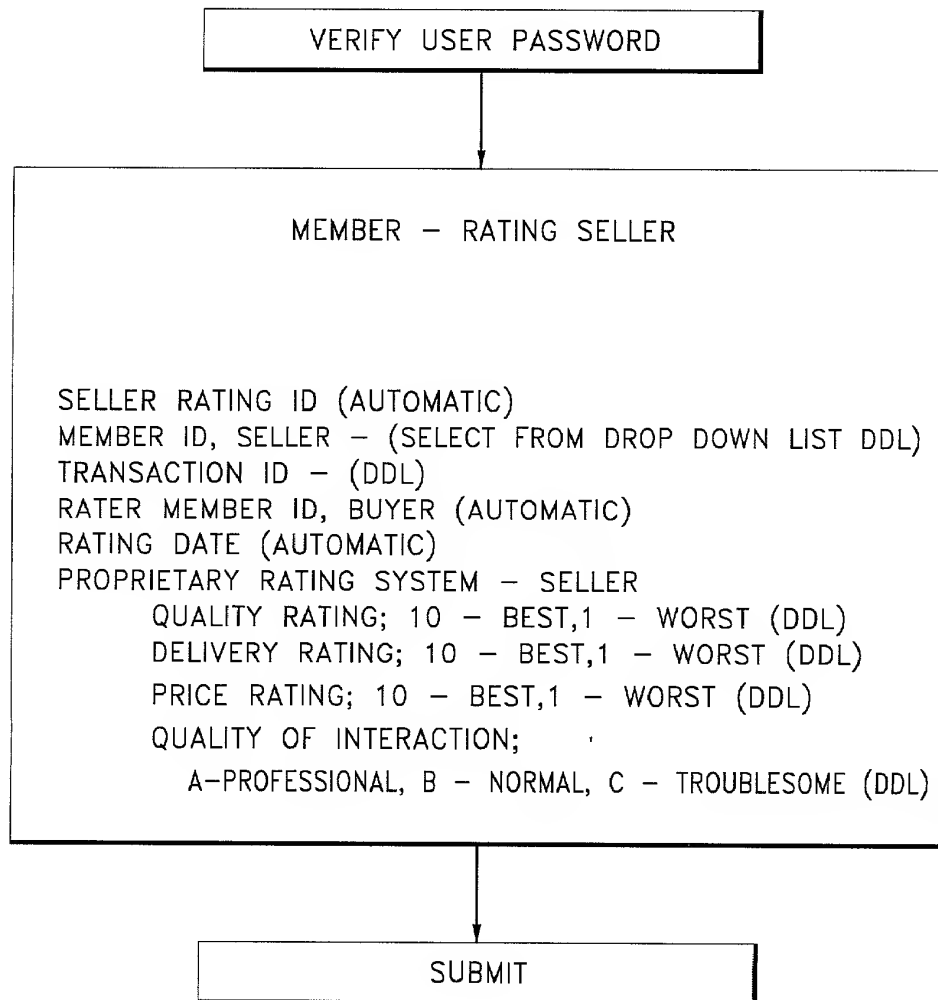 VERIFY USER PASSWORD
MEMBER – RATING SELLER
SELLER RATING ID (AUTOMATIC)
MEMBER ID, SELLER – (SELECT FROM DROP DOWN LIST DDL)
TRANSACTION ID – (DDL)
RATER MEMBER ID, BUYER (AUTOMATIC)
RATING DATE (AUTOMATIC)
PROPRIETARY RATING SYSTEM – SELLER
QUALITY RATING; 10 – BEST,1 – WORST (DDL)
DELIVERY RATING; 10 – BEST,1 – WORST (DDL)
PRICE RATING; 10 – BEST,1 – WORST (DDL)
QUALITY OF INTERACTION;
A–PROFESSIONAL, B – NORMAL, C – TROUBLESOME (DDL)
SUBMIT